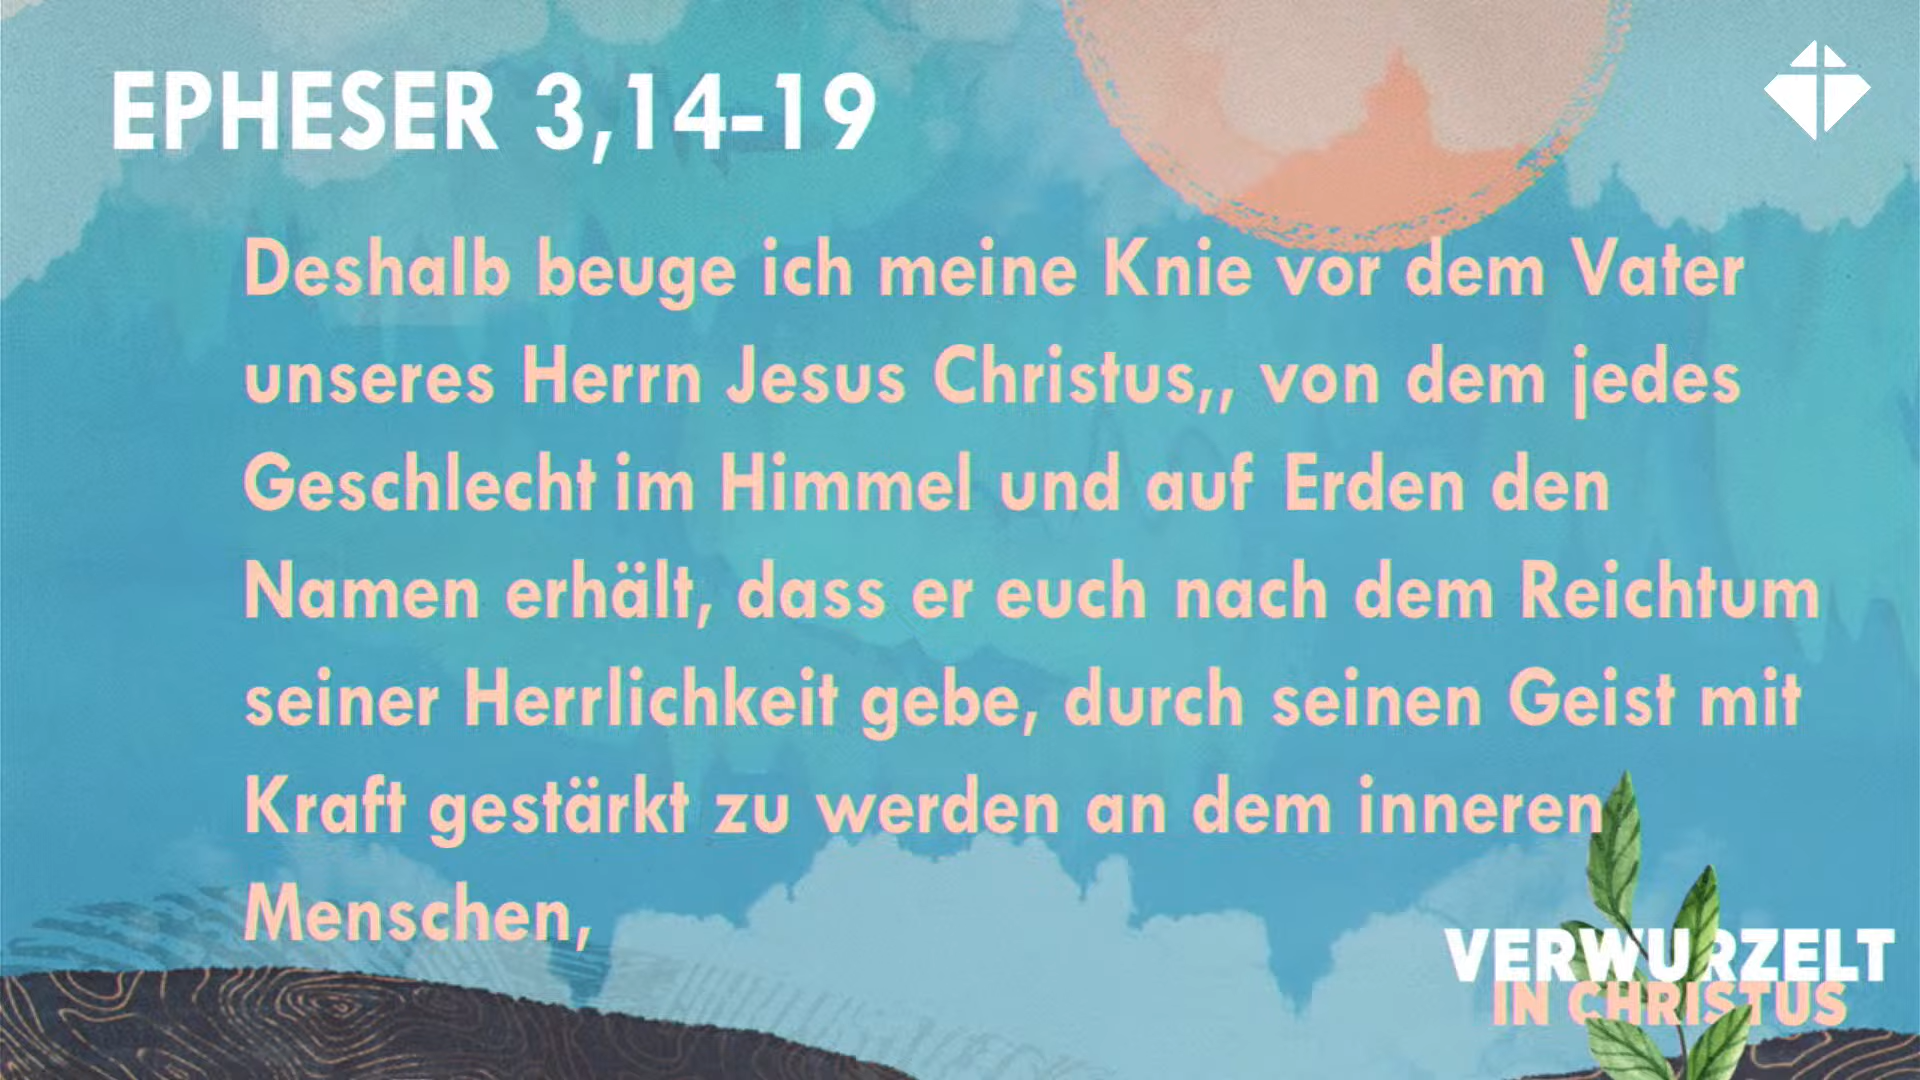 EPHESER 3,14-19
Deshalb beuge ich meine Knie vor dem Vater
unseres Herrn Jesus Christus,, von dem jedes
Geschlecht im Himmel und auf Erden den
Namen erhält, dass er euch nach dem Reichtum
seiner Herrlichkeit gebe, durch seinen Geist mit
Kraft gestärkt zu werden an dem inneren
Menschen,
VERWURZELT
IN CHRISTUS